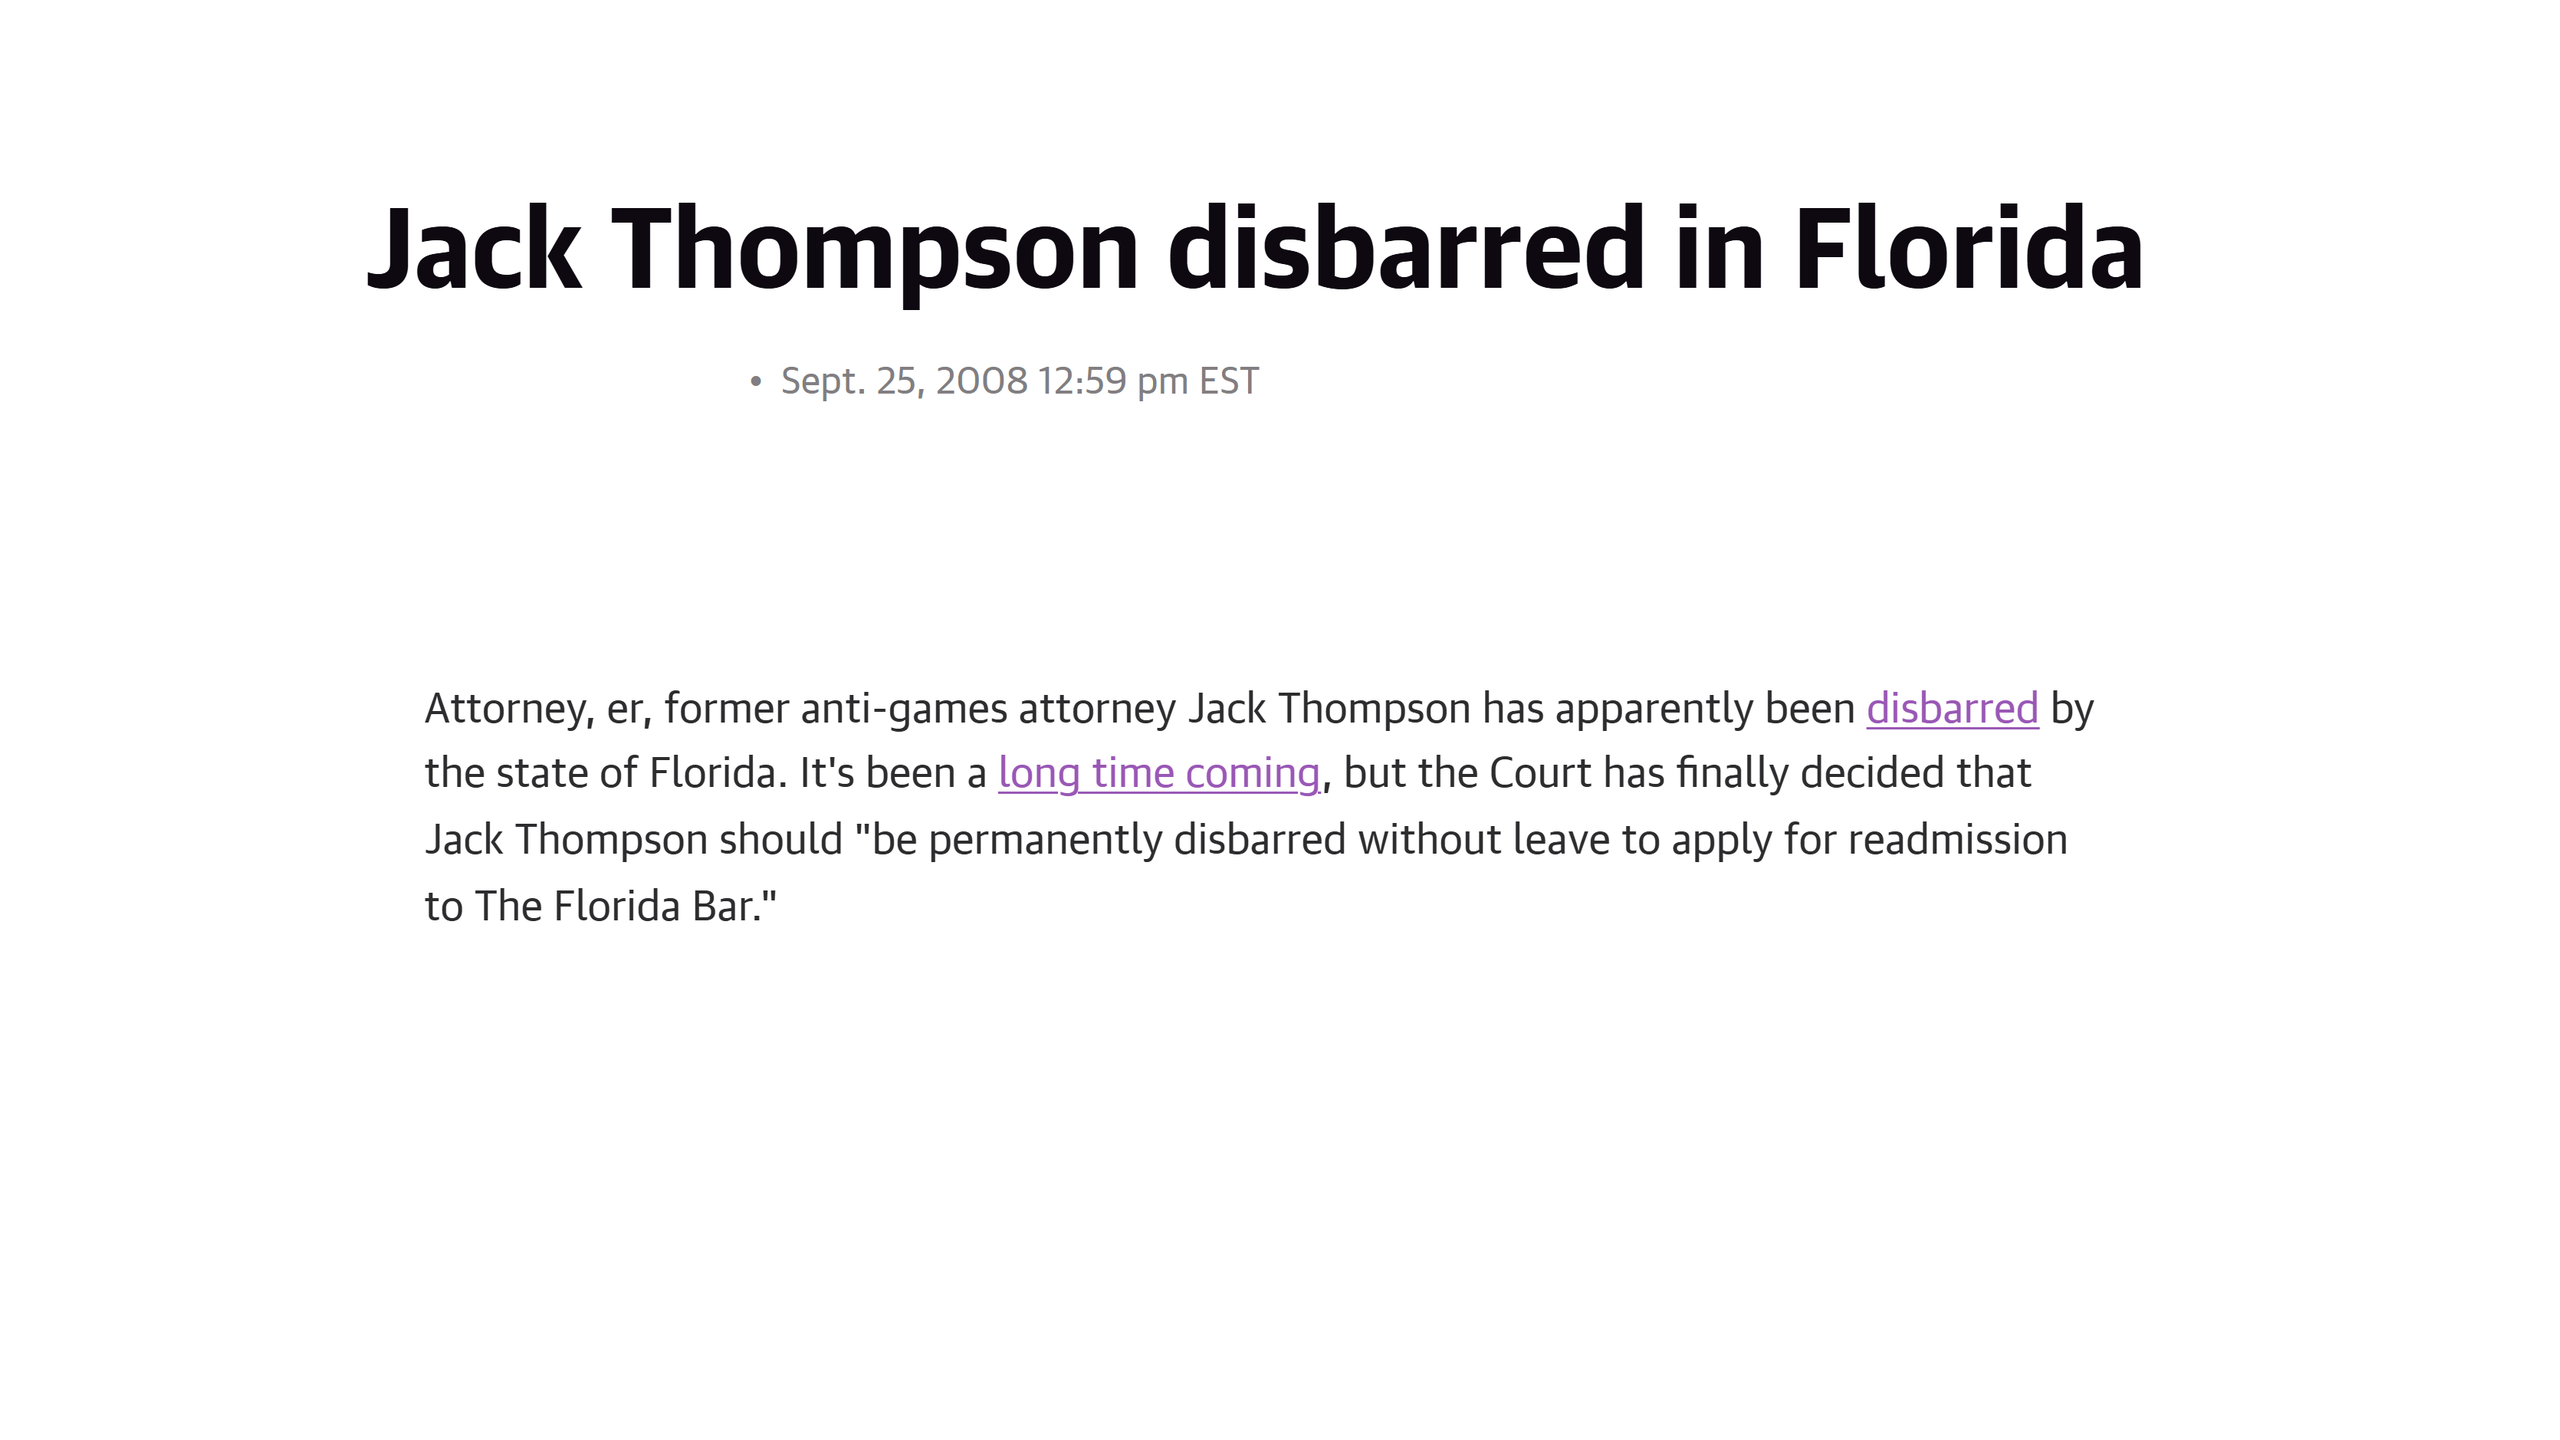 Jack Thompson disbarred in Florida
• Sept. 25, 2008 12:59 pm EST
Attorney, er, former anti-games attorney Jack Thompson has apparently been disbarred by
the state of Florida. It's been a long time coming, but the Court has finally decided that
Jack Thompson should "be permanently disbarred without leave to apply for readmission
to The Florida Bar."